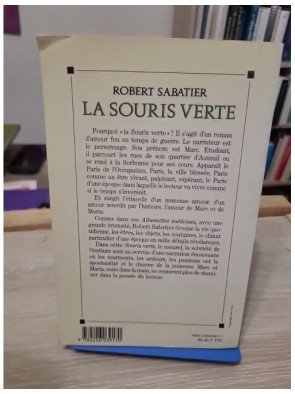 ROBERT SABATIER
LA SOURIS VERTE
Pourquoi « la Souris verte » ? Il s'agit d'un roman
d'amour fou en temps de guerre. Le narrateur est
le personnage. Son prénom est Marc. Étudiant,
il parcourt les rues de son quartier d'Auteuil ou
se rend à la Sorbonne pour ses cours. Apparaît le
Paris de l'Occupation, Paris, la ville blessée, Paris
comme un être vivant, palpitant, espérant, le Paris
d'une époque dans laquelle le lecteur va vivre comme
si le temps s'inversait.
Et surgit l'étincelle d'un immense amour, d'un
amour interdit par l'histoire, l'amour de Marc et de
Maria.
Comme dans ses Allumettes suédoises, avec une
grande intensité, Robert Sabatier évoque la vie quo-
tidienne, les êtres, les objets, les coutumes, le climat
particulier d'une époque en mille détails révélateurs.
Dans cette Souris verte, le naturel, la sobriété de
l'écriture sont au service d'une narration émouvante
où les tourments, les ardeurs, les passions ont la
spontanéité et le charme de la jeunesse. Marc et
Maria, main dans la main, ne cesseront plus de chemi-
ner dans la pensée du lecteur.